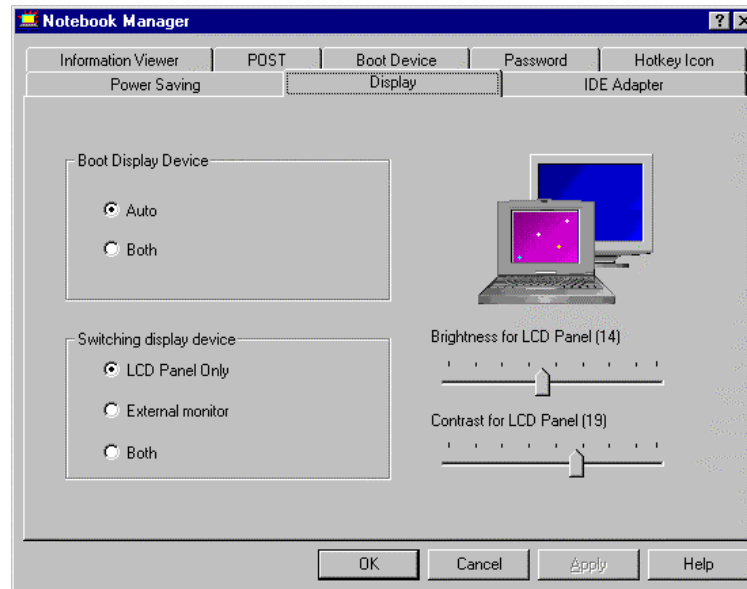 Notebook Manager
Information Viewer POST Boot Device Password Hotkey Icon
Power Saving Display IDE Adapter
Boot Display Device
Auto
Both
Switching display device
LCD Panel Only
External monitor
Both
Brightness for LCD Panel (14)
Contrast for LCD Panel (19)
OK Cancel Apply Help